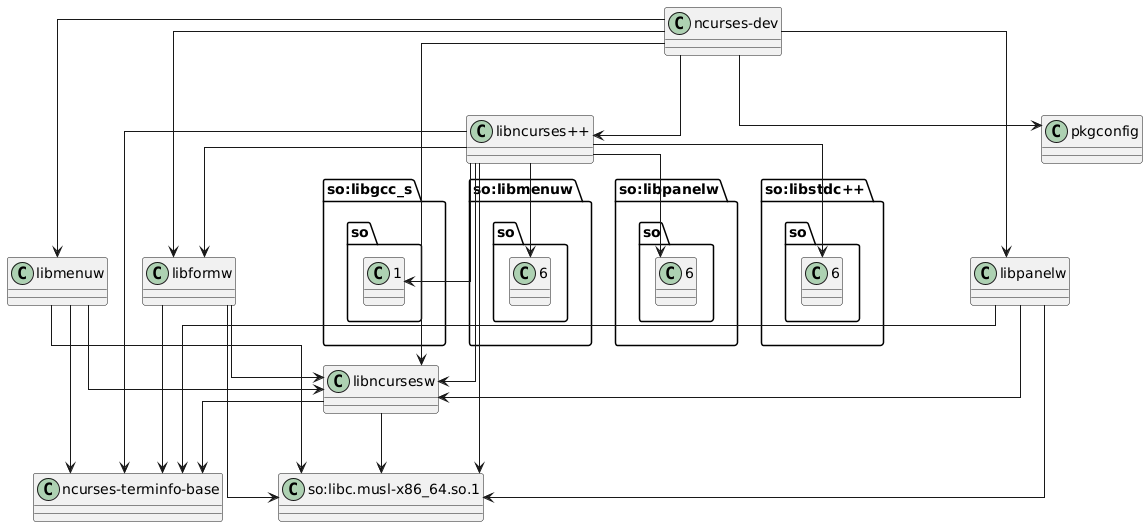 C ncurses-dev
C libncurses++
C pkgconfig
so:libgcc_s
so:libmenuw
so:libpanelw
so:libstdc++
so
so
so
so
C libmenuw
C libformw
C 1
C 6
C 6
C 6
C libpanelw
C libncursesw
C ncurses-terminfo-base
C so:libc.musl-x86_64.so.1